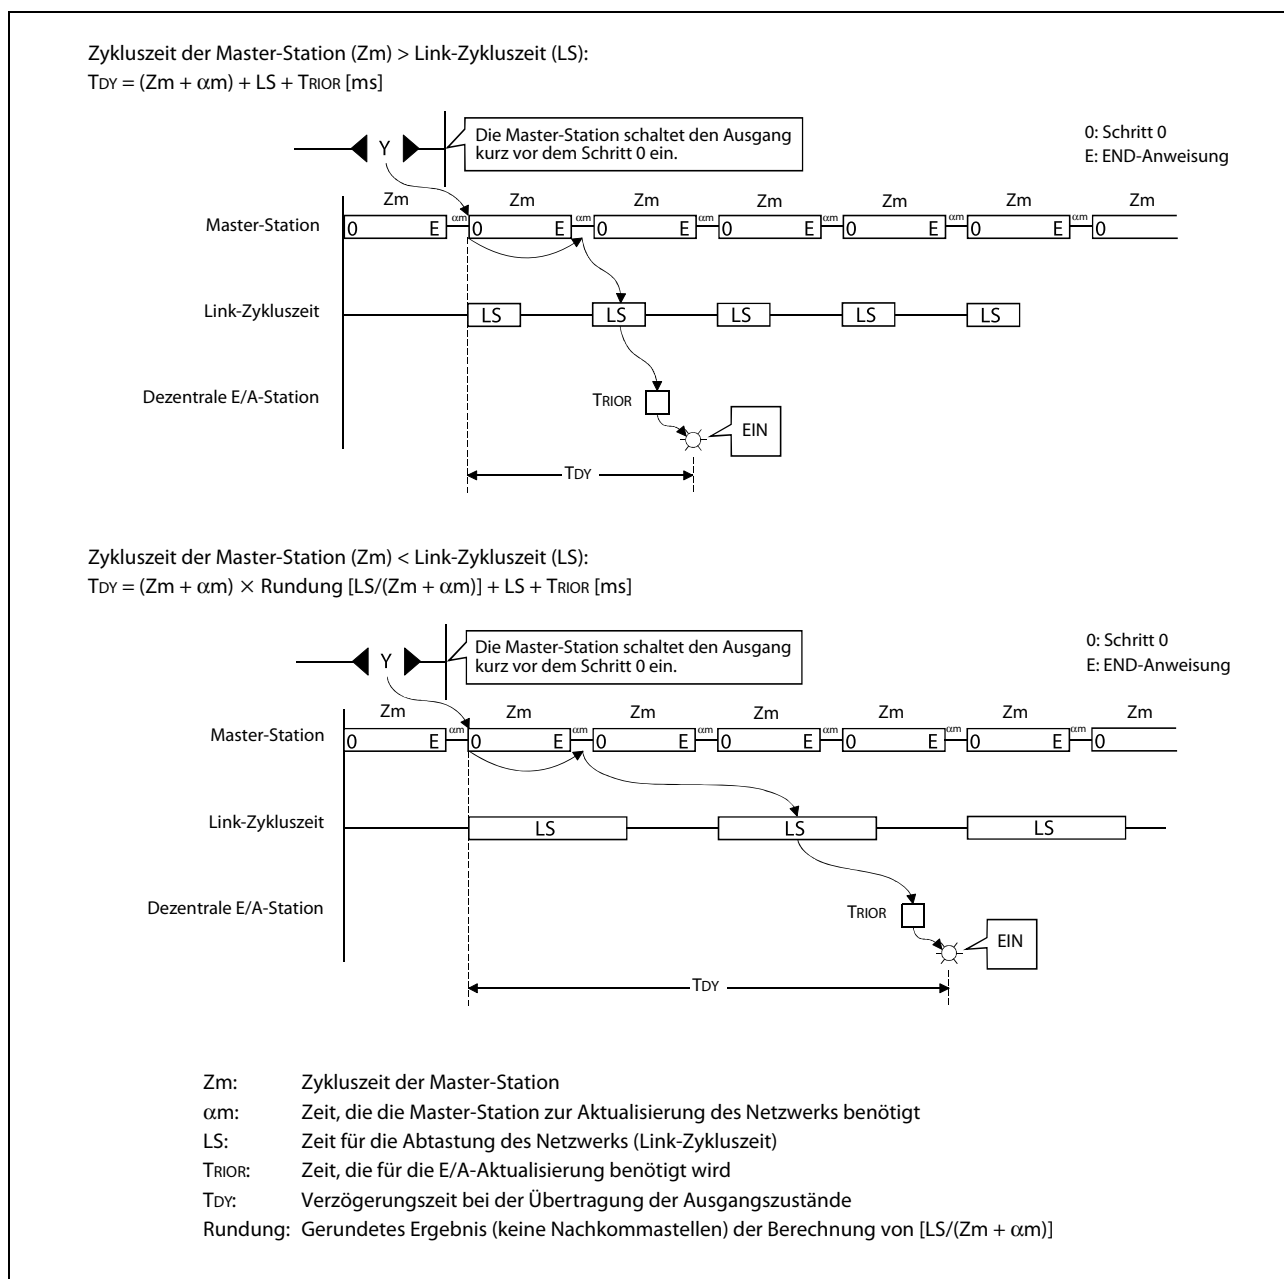 Zykluszeit der Master-Station (Zm) > Link-Zykluszeit (LS):
TDY = (Zm + αm) + LS + TRIOR [ms]
Y
Die Master-Station schaltet den Ausgang
kurz vor dem Schritt 0 ein.
0: Schritt 0
E: END-Anweisung
Zm Zm Zm Zm Zm Zm Zm
Master-Station 0 E αm 0 E αm 0 E αm 0 E αm 0 E αm 0 E αm 0
Link-Zykluszeit LS LS LS LS LS
Dezentrale E/A-Station TRIOR
EIN
TDY
Zykluszeit der Master-Station (Zm) < Link-Zykluszeit (LS):
TDY = (Zm + αm) × Rundung [LS/(Zm + αm)] + LS + TRIOR [ms]
Y
Die Master-Station schaltet den Ausgang
kurz vor dem Schritt 0 ein.
0: Schritt 0
E: END-Anweisung
Zm Zm Zm Zm Zm Zm Zm
Master-Station 0 E αm 0 E αm 0 E αm 0 E αm 0 E αm 0 E αm 0
Link-Zykluszeit LS LS LS
Dezentrale E/A-Station TRIOR
EIN
TDY
Zm: Zykluszeit der Master-Station
αm: Zeit, die die Master-Station zur Aktualisierung des Netzwerks benötigt
LS: Zeit für die Abtastung des Netzwerks (Link-Zykluszeit)
TRIOR: Zeit, die für die E/A-Aktualisierung benötigt wird
TDY: Verzögerungszeit bei der Übertragung der Ausgangszustände
Rundung: Gerundetes Ergebnis (keine Nachkommastellen) der Berechnung von [LS/(Zm + αm)]